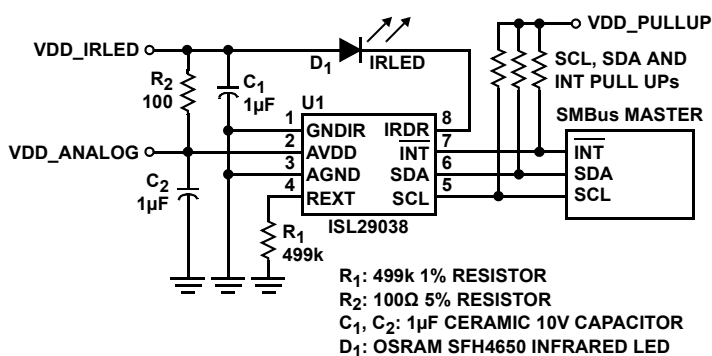 VDD_PULLUP
VDD_IRLED
D1 IRLED
SCL, SDA AND
INT PULL UPs
R2
100
C1
1µF
U1
SMBus MASTER
1 GNDIR IRDR 8
VDD_ANALOG
2 AVDD INT 7
INT
3 AGND SDA 6
SDA
4 REXT SCL 5
SCL
C2
1µF
ISL29038
R1
499k
R1: 499k 1% RESISTOR
R2: 100Ω 5% RESISTOR
C1, C2: 1µF CERAMIC 10V CAPACITOR
D1: OSRAM SFH4650 INFRARED LED